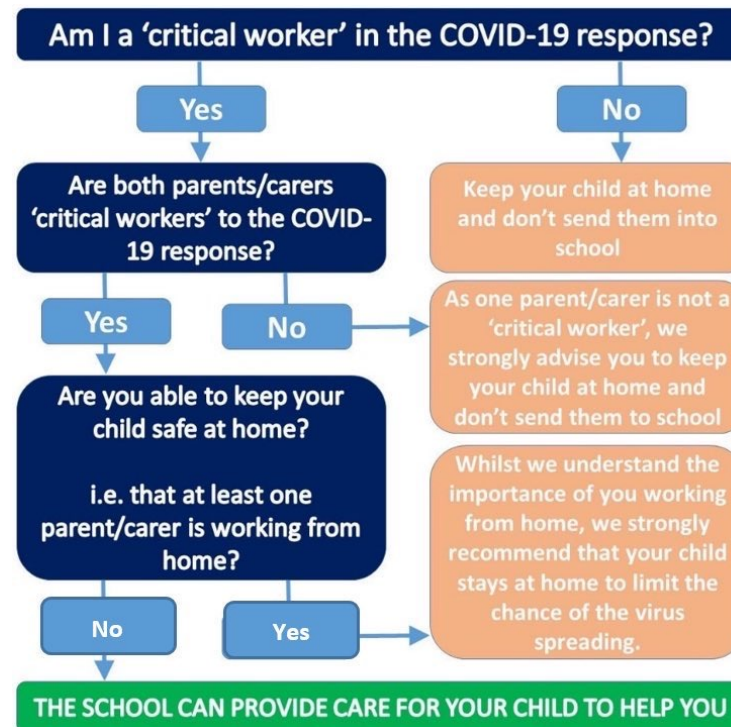 Am I a ‘critical worker’ in the COVID-19 response?
Yes
No
Are both parents/carers
‘critical workers’ to the COVID-
19 response?
Keep your child at home
and don’t send them into
school
Yes
No
As one parent/carer is not a
‘critical worker’, we
strongly advise you to keep
your child at home and
don’t send them to school
Are you able to keep your
child safe at home?
i.e. that at least one
parent/carer is working from
home?
Whilst we understand the
importance of you working
from home, we strongly
recommend that your child
stays at home to limit the
chance of the virus
spreading.
No
Yes
THE SCHOOL CAN PROVIDE CARE FOR YOUR CHILD TO HELP YOU